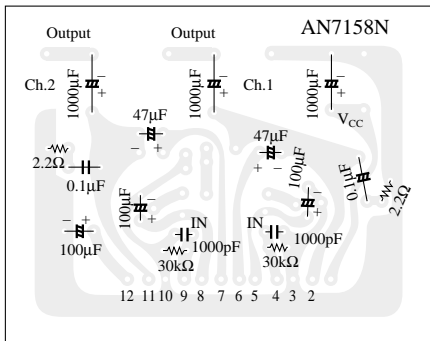 Output Output AN7158N
Ch.2 1000µF 1000µF Ch.1 1000µF
V_CC
47µF 47µF
2.2Ω
0.1µF 100µF 100µF 0.1µF 2.2Ω
IN IN
100µF 1000pF 1000pF
30kΩ 30kΩ
12 11 10 9 8 7 6 5 4 3 2